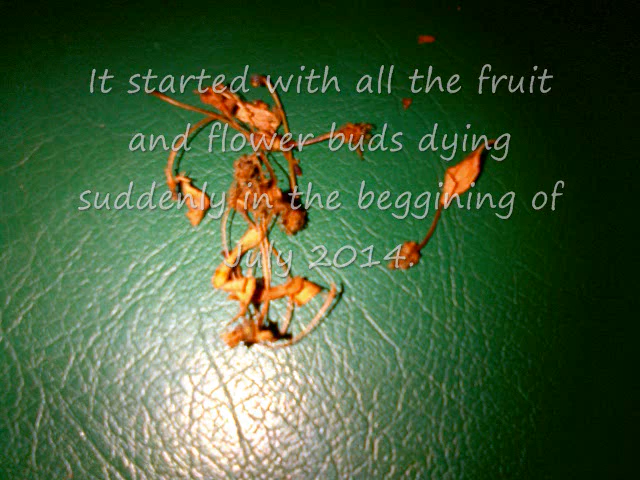 It started with all the fruit
and flower buds dying
suddenly in the beggining of
July 2014.